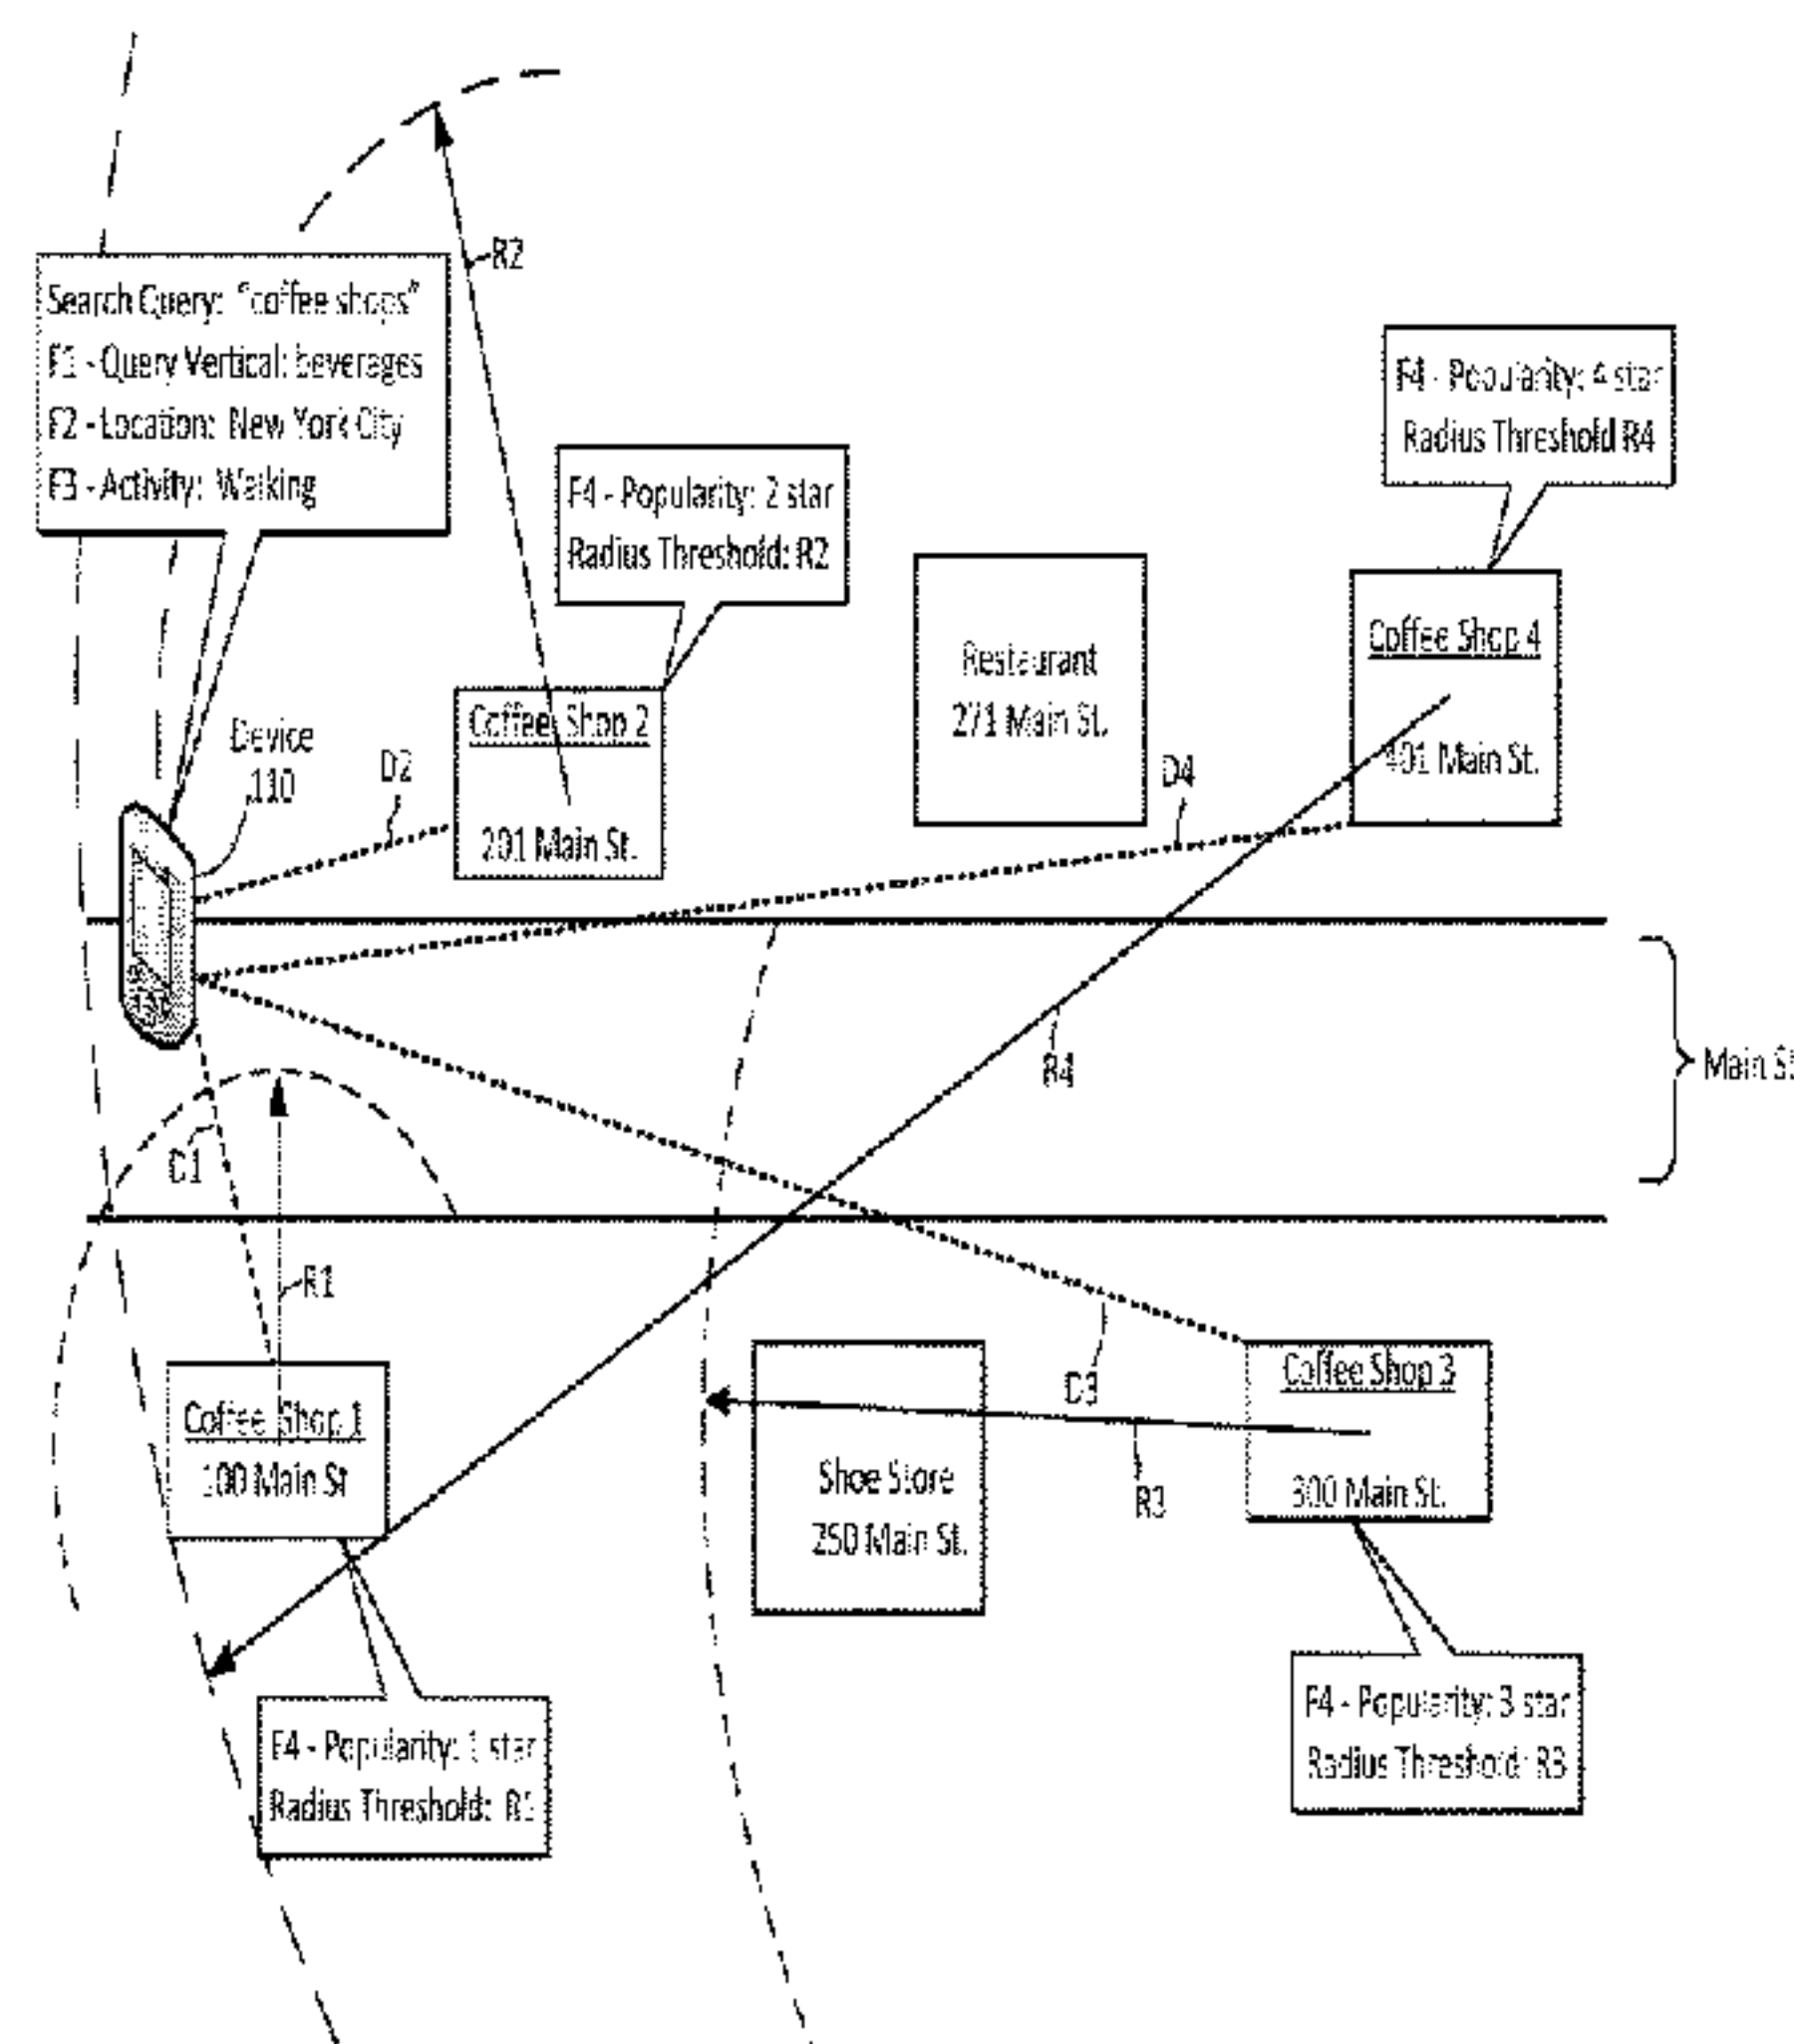 R2
Search Query: "coffee shops"
F1 - Query Vertical: beverages
F2 - Location: New York City
F3 - Activity: Walking
F4 - Popularity: 4 star
Radius Threshold R4
F4 - Popularity: 2 star
Radius Threshold: R2
Restaurant
271 Main St.
Coffee Shop 4
401 Main St.
Coffee Shop 2
201 Main St.
Device
110
D2
D4
R4
Main St
D1
R1
Coffee Shop 1
100 Main St
D3
Coffee Shop 3
300 Main St.
R3
Shoe Store
250 Main St.
F4 - Popularity: 1 star
Radius Threshold: R1
F4 - Popularity: 3 star
Radius Threshold: R3